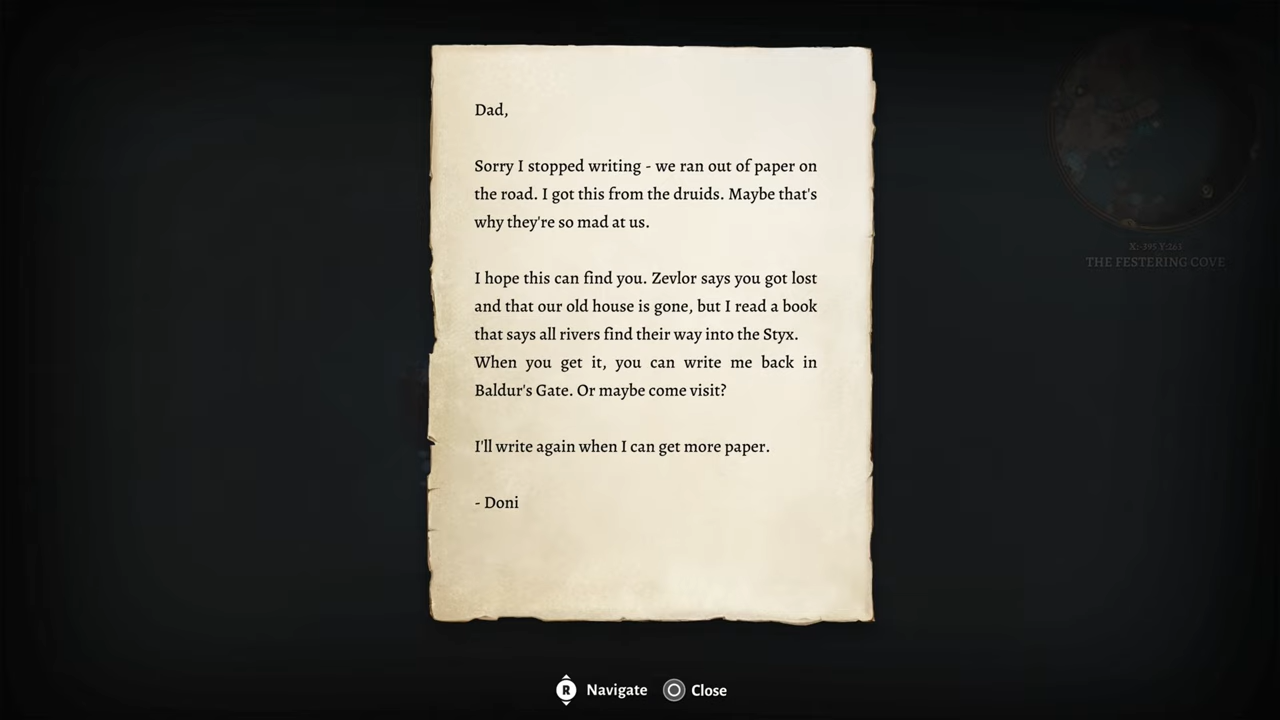 Dad,
Sorry I stopped writing - we ran out of paper on
the road. I got this from the druids. Maybe that's
why they're so mad at us.
I hope this can find you. Zevlor says you got lost
and that our old house is gone, but I read a book
that says all rivers find their way into the Styx.
When you get it, you can write me back in
Baldur's Gate. Or maybe come visit?
I'll write again when I can get more paper.
- Doni
X:-395 Y:263
THE FESTERING COVE
R Navigate Close